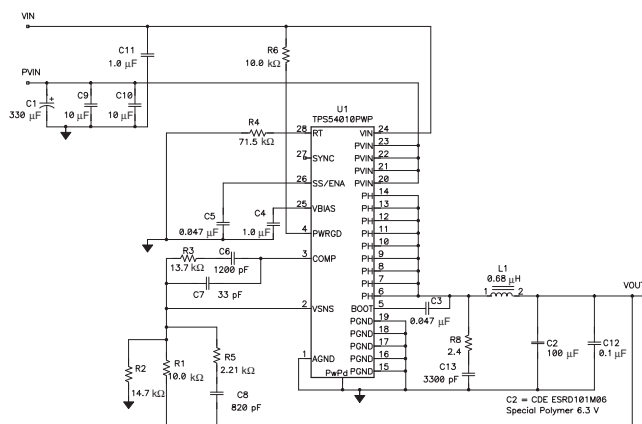 VIN
C11
1.0 μF
R6
10.0 kΩ
PVIN
C1
+
330 μF
C9
10 μF
C10
10 μF
U1
TPS54010PWP
R4
71.5 kΩ
28 RT
VIN 24
27 SYNC
PVIN 23
PVIN 22
PVIN 21
PVIN 20
26 SS/ENA
PH 14
PH 13
25 VBIAS
PH 12
PH 11
4 PWRGD
PH 10
PH 9
3 COMP
PH 8
PH 7
PH 6
2 VSNS
BOOT 5
PGND 19
PGND 18
PGND 17
PGND 16
PGND 15
1 AGND
PwPd
C5
0.047 μF
C4
1.0 μF
R3
13.7 kΩ
C6
1200 pF
C7
33 pF
L1
0.68 μH
1 2
VOUT
C3
0.047 μF
R8
2.4
C13
3300 pF
C2
100 μF
C12
0.1 μF
R2
14.7 kΩ
R1
10.0 kΩ
R5
2.21 kΩ
C8
820 pF
C2 = CDE ESRD101M06
Special Polymer 6.3 V